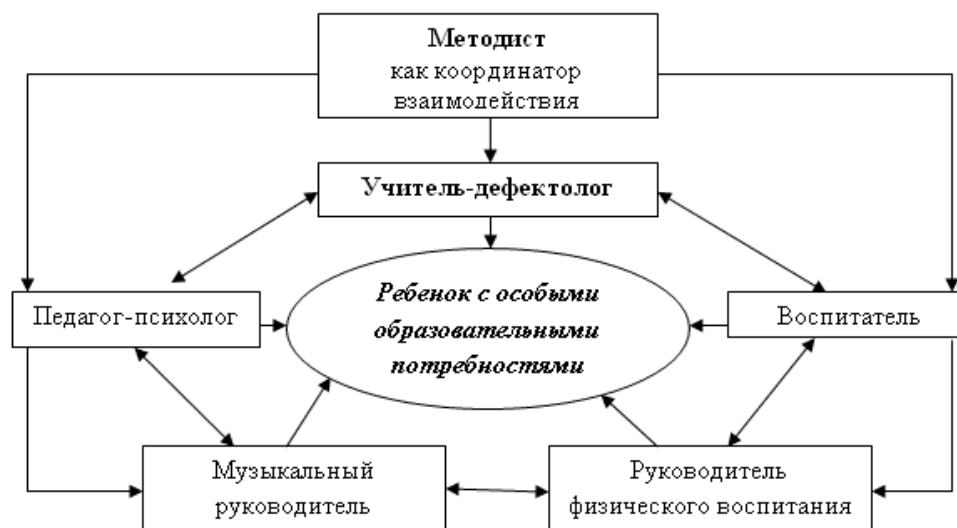 Методист
как координатор
взаимодействия
Учитель-дефектолог
Ребенок с особыми
образовательными
потребностями
Педагог-психолог
Воспитатель
Музыкальный
руководитель
Руководитель
физического воспитания